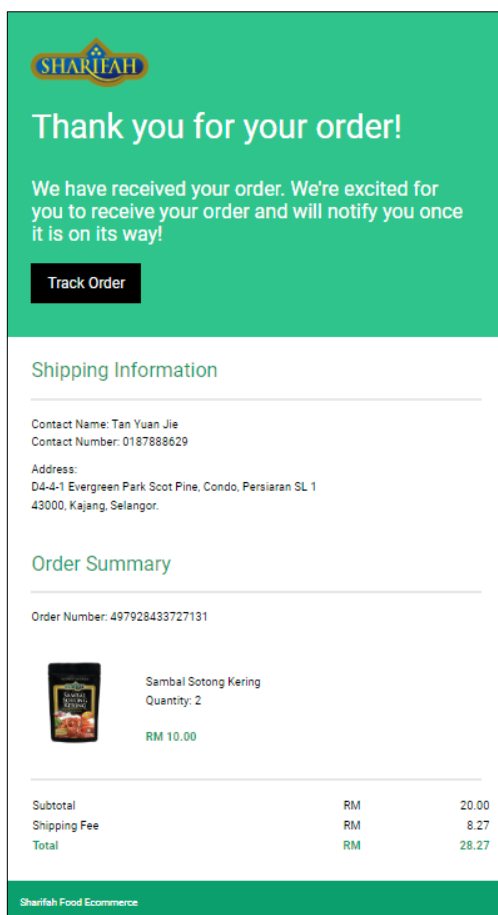 SHARIFAH
Thank you for your order!
We have received your order. We're excited for
you to receive your order and will notify you once
it is on its way!
Track Order
Shipping Information
Contact Name: Tan Yuan Jie
Contact Number: 0187888629
Address:
D4-4-1 Evergreen Park Scot Pine, Condo, Persiaran SL 1
43000, Kajang, Selangor.
Order Summary
Order Number: 497928433727131
SAMBAL
SOTONG
KERING
Sambal Sotong Kering
Quantity: 2
RM 10.00
Subtotal RM 20.00
Shipping Fee RM 8.27
Total RM 28.27
Sharifah Food Ecommerce